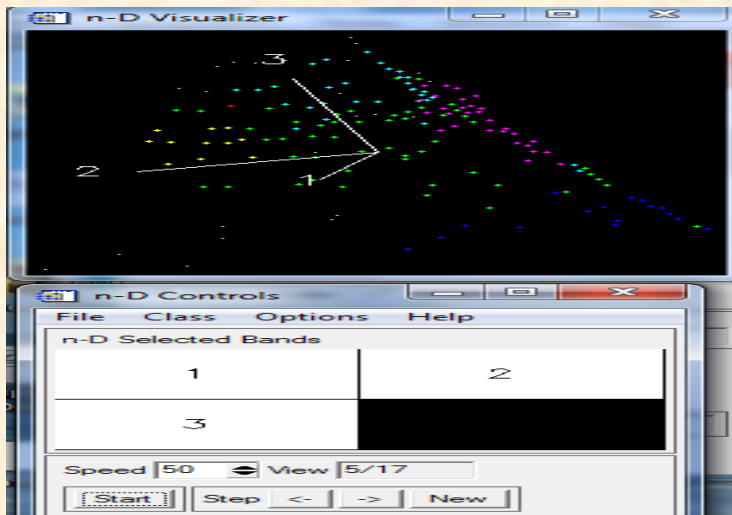 n-D Visualizer
3
2
1
n-D Controls
File Class Options Help
n-D Selected Bands
1 2
3
Speed 50 View 5/17
Start Step <- -> New